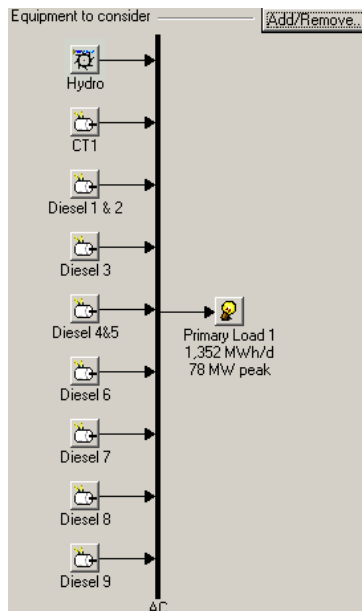 Equipment to consider
Add/Remove..
Hydro
CT1
Diesel 1 & 2
Diesel 3
Diesel 4&5
Primary Load 1
1,352 MWh/d
78 MW peak
Diesel 6
Diesel 7
Diesel 8
Diesel 9
AC